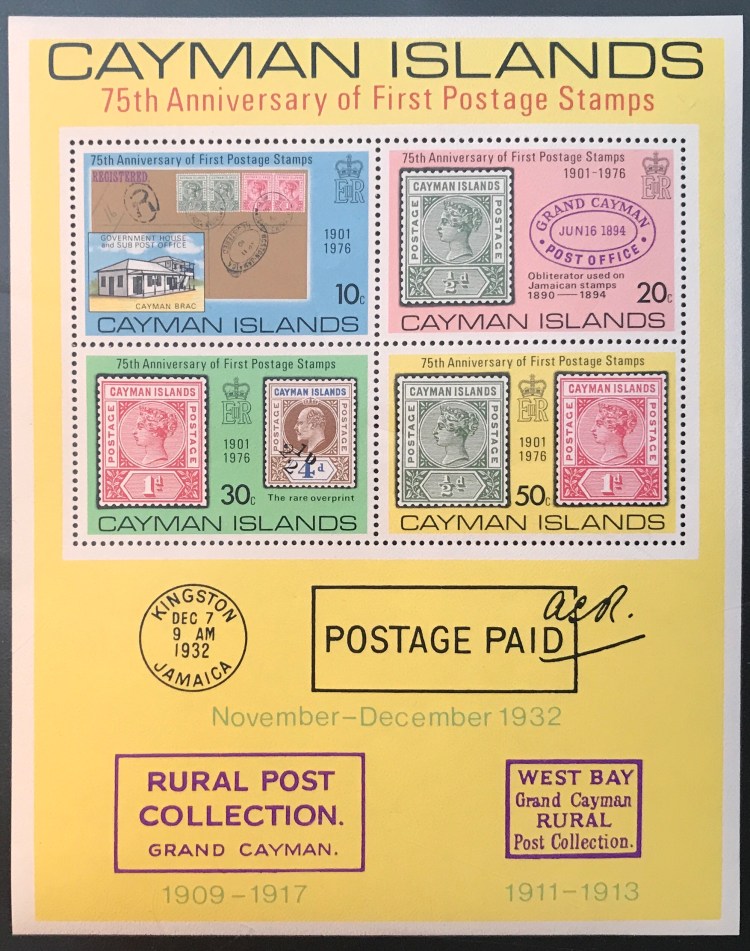 CAYMAN ISLANDS
75th Anniversary of First Postage Stamps
75th Anniversary of First Postage Stamps
REGISTERED.
R
EIIR
GOVERNMENT HOUSE
and SUB POST OFFICE
1901
1976
CAYMAN BRAC
10c
CAYMAN ISLANDS
75th Anniversary of First Postage Stamps
1901-1976
EIIR
CAYMAN ISLANDS
POSTAGE
POSTAGE
½d
GRAND CAYMAN
JUN 16 1894
POST OFFICE
Obliterator used on
Jamaican stamps
1890 — 1894
20c
CAYMAN ISLANDS
75th Anniversary of First Postage Stamps
CAYMAN ISLANDS
POSTAGE
POSTAGE
1d
EIIR
1901
1976
30c
CAYMAN ISLANDS
POSTAGE
POSTAGE
2½D
4d
The rare overprint
CAYMAN ISLANDS
75th Anniversary of First Postage Stamps
CAYMAN ISLANDS
POSTAGE
POSTAGE
½d
EIIR
1901
1976
50c
CAYMAN ISLANDS
POSTAGE
POSTAGE
1d
CAYMAN ISLANDS
KINGSTON
DEC 7
9 AM
1932
JAMAICA
POSTAGE PAID
November–December 1932
RURAL POST
COLLECTION.
GRAND CAYMAN.
1909–1917
WEST BAY
Grand Cayman
RURAL
Post Collection.
1911–1913